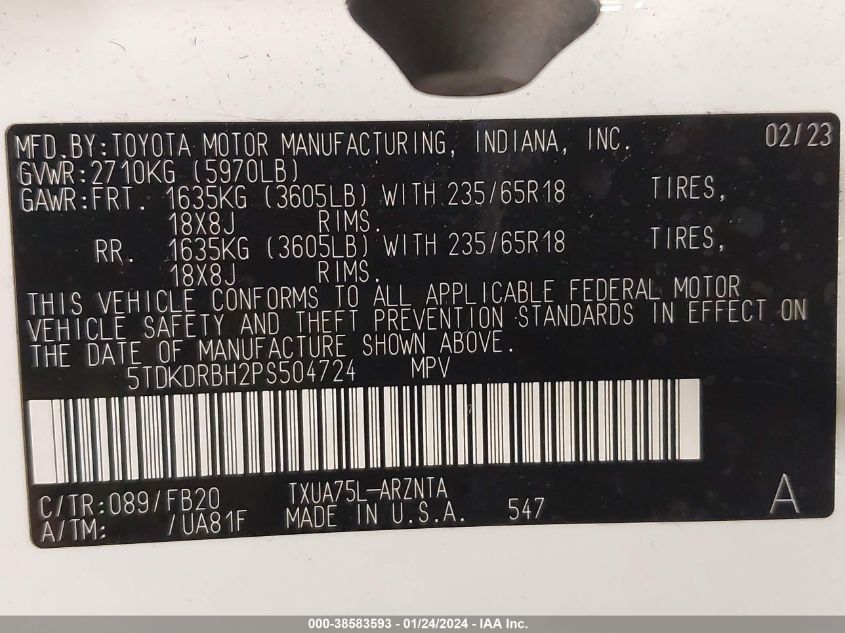 MFD.BY:TOYOTA MOTOR MANUFACTURING, INDIANA, INC. 02/23
GVWR:2710KG (5970LB)
GAWR:FRT. 1635KG (3605LB) WITH 235/65R18 TIRES,
18X8J RIMS.
RR. 1635KG (3605LB) WITH 235/65R18 TIRES,
18X8J RIMS.
THIS VEHICLE CONFORMS TO ALL APPLICABLE FEDERAL MOTOR
VEHICLE SAFETY AND THEFT PREVENTION STANDARDS IN EFFECT ON
THE DATE OF MANUFACTURE SHOWN ABOVE.
5TDKDRBH2PS504724 MPV
C/TR:089/FB20 TXUA75L-ARZNTA A
A/TM: /UA81F MADE IN U.S.A. 547
000-38583593 - 01/24/2024 - IAA Inc.